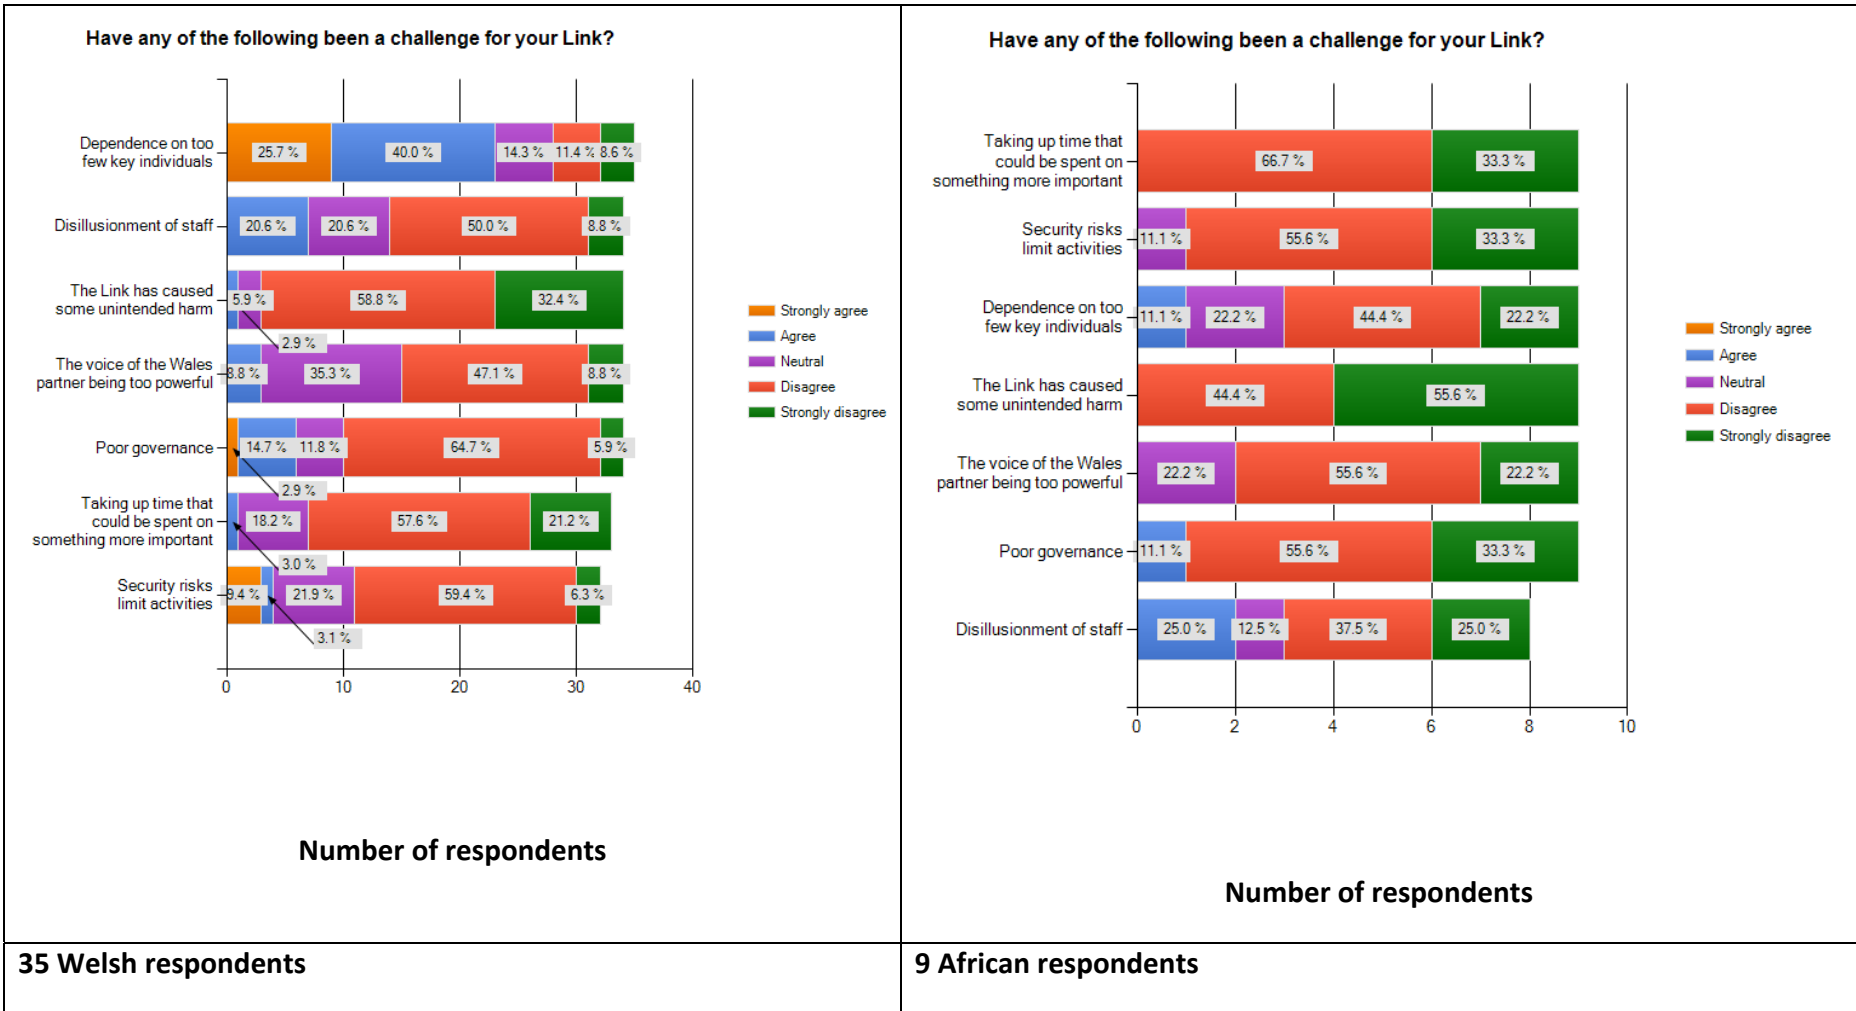 Have any of the following been a challenge for your Link?
Dependence on too
few key individuals
25.7 %
40.0 %
14.3 %
11.4 %
8.6 %
Disillusionment of staff
20.6 %
20.6 %
50.0 %
8.8 %
The Link has caused
some unintended harm
5.9 %
58.8 %
32.4 %
2.9 %
The voice of the Wales
partner being too powerful
8.8 %
35.3 %
47.1 %
8.8 %
Poor governance
14.7 %
11.8 %
64.7 %
5.9 %
2.9 %
Taking up time that
could be spent on
something more important
18.2 %
57.6 %
21.2 %
3.0 %
Security risks
limit activities
9.4 %
21.9 %
59.4 %
6.3 %
3.1 %
0 10 20 30 40
Strongly agree
Agree
Neutral
Disagree
Strongly disagree
Number of respondents
35 Welsh respondents
Have any of the following been a challenge for your Link?
Taking up time that
could be spent on
something more important
66.7 %
33.3 %
Security risks
limit activities
11.1 %
55.6 %
33.3 %
Dependence on too
few key individuals
11.1 %
22.2 %
44.4 %
22.2 %
The Link has caused
some unintended harm
44.4 %
55.6 %
The voice of the Wales
partner being too powerful
22.2 %
55.6 %
22.2 %
Poor governance
11.1 %
55.6 %
33.3 %
Disillusionment of staff
25.0 %
12.5 %
37.5 %
25.0 %
0 2 4 6 8 10
Strongly agree
Agree
Neutral
Disagree
Strongly disagree
Number of respondents
9 African respondents